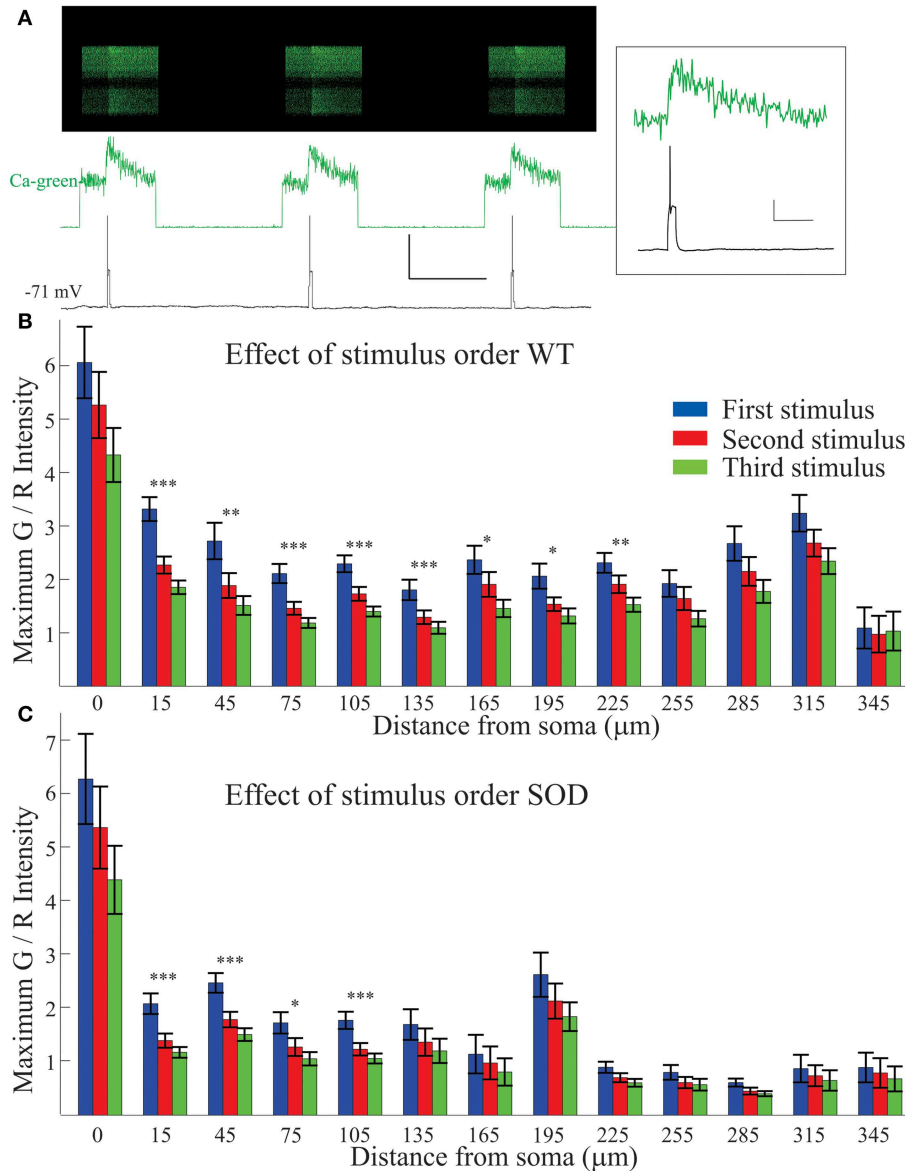 A
Ca-green
-71 mV
B
Effect of stimulus order WT
First stimulus
Second stimulus
Third stimulus
Maximum G / R Intensity
6
5
4
3
2
1
***
**
***
***
***
*
*
**
0 15 45 75 105 135 165 195 225 255 285 315 345
Distance from soma (μm)
C
Effect of stimulus order SOD
Maximum G / R Intensity
7
6
5
4
3
2
1
***
***
*
***
0 15 45 75 105 135 165 195 225 255 285 315 345
Distance from soma (μm)